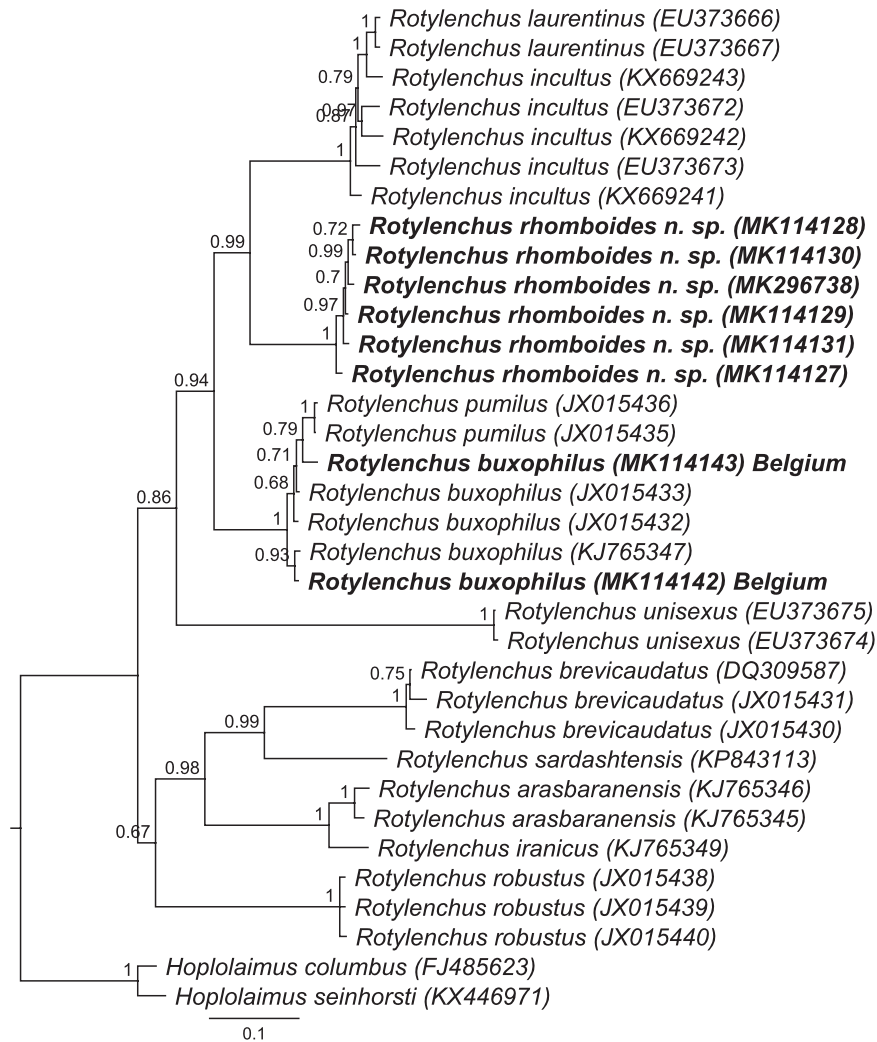 1 Rotylenchus laurentinus (EU373666)
1 Rotylenchus laurentinus (EU373667)
0.79 Rotylenchus incultus (KX669243)
0.97 Rotylenchus incultus (EU373672)
0.87 Rotylenchus incultus (KX669242)
1 Rotylenchus incultus (EU373673)
Rotylenchus incultus (KX669241)
0.72 Rotylenchus rhomboides n. sp. (MK114128)
0.99 Rotylenchus rhomboides n. sp. (MK114130)
0.99
0.7 Rotylenchus rhomboides n. sp. (MK296738)
0.97 Rotylenchus rhomboides n. sp. (MK114129)
1 Rotylenchus rhomboides n. sp. (MK114131)
0.94 Rotylenchus rhomboides n. sp. (MK114127)
1 Rotylenchus pumilus (JX015436)
0.79 Rotylenchus pumilus (JX015435)
0.71 Rotylenchus buxophilus (MK114143) Belgium
0.68 Rotylenchus buxophilus (JX015433)
0.86 1 Rotylenchus buxophilus (JX015432)
0.93 Rotylenchus buxophilus (KJ765347)
Rotylenchus buxophilus (MK114142) Belgium
1 Rotylenchus unisexus (EU373675)
Rotylenchus unisexus (EU373674)
0.75 Rotylenchus brevicaudatus (DQ309587)
1 Rotylenchus brevicaudatus (JX015431)
0.99 Rotylenchus brevicaudatus (JX015430)
0.98 Rotylenchus sardashtensis (KP843113)
1 Rotylenchus arasbaranensis (KJ765346)
1 Rotylenchus arasbaranensis (KJ765345)
0.67 Rotylenchus iranicus (KJ765349)
Rotylenchus robustus (JX015438)
1 Rotylenchus robustus (JX015439)
Rotylenchus robustus (JX015440)
1 Hoplolaimus columbus (FJ485623)
Hoplolaimus seinhorsti (KX446971)
0.1